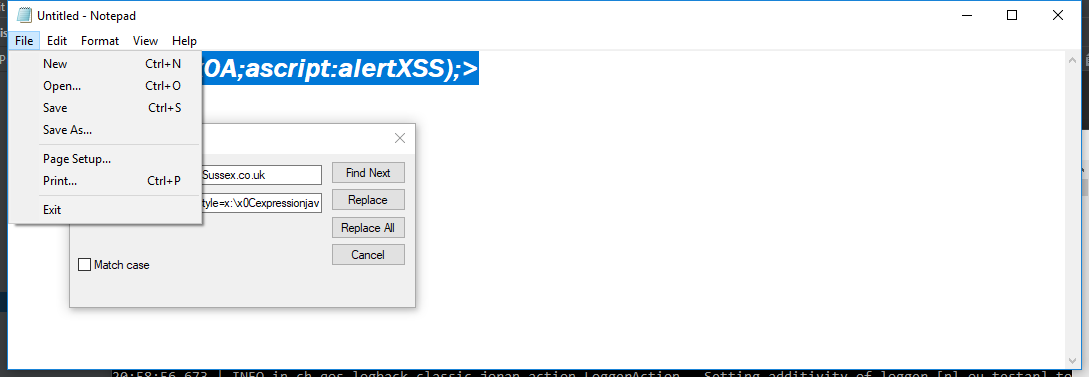 Untitled - Notepad
File Edit Format View Help
New Ctrl+N
Open... Ctrl+O
Save Ctrl+S
Save As...
Page Setup...
Print... Ctrl+P
Exit
0A;ascript:alertXSS);>
Sussex.co.uk
Find Next
tyle=x:\x0Cexpressionjav
Replace
Replace All
Cancel
Match case
20:58:56,673 | INFO in ch.qos.logback.classic.joran.action.LoggerAction - Setting additivity of logger [nl.ou.testar] to